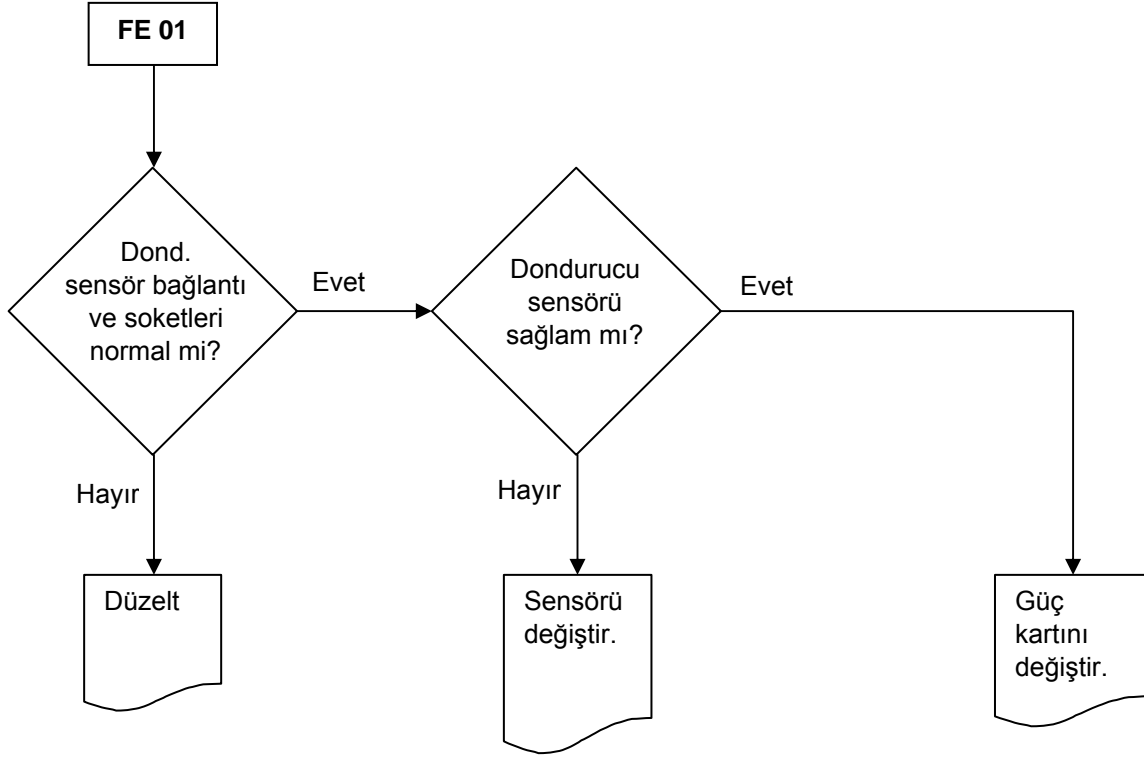 FE 01
Dond.
sensör bağlantı
ve soketleri
normal mi?
Evet
Dondurucu
sensörü
sağlam mı?
Evet
Hayır
Hayır
Düzelt
Sensörü
değiştir.
Güç
kartını
değiştir.